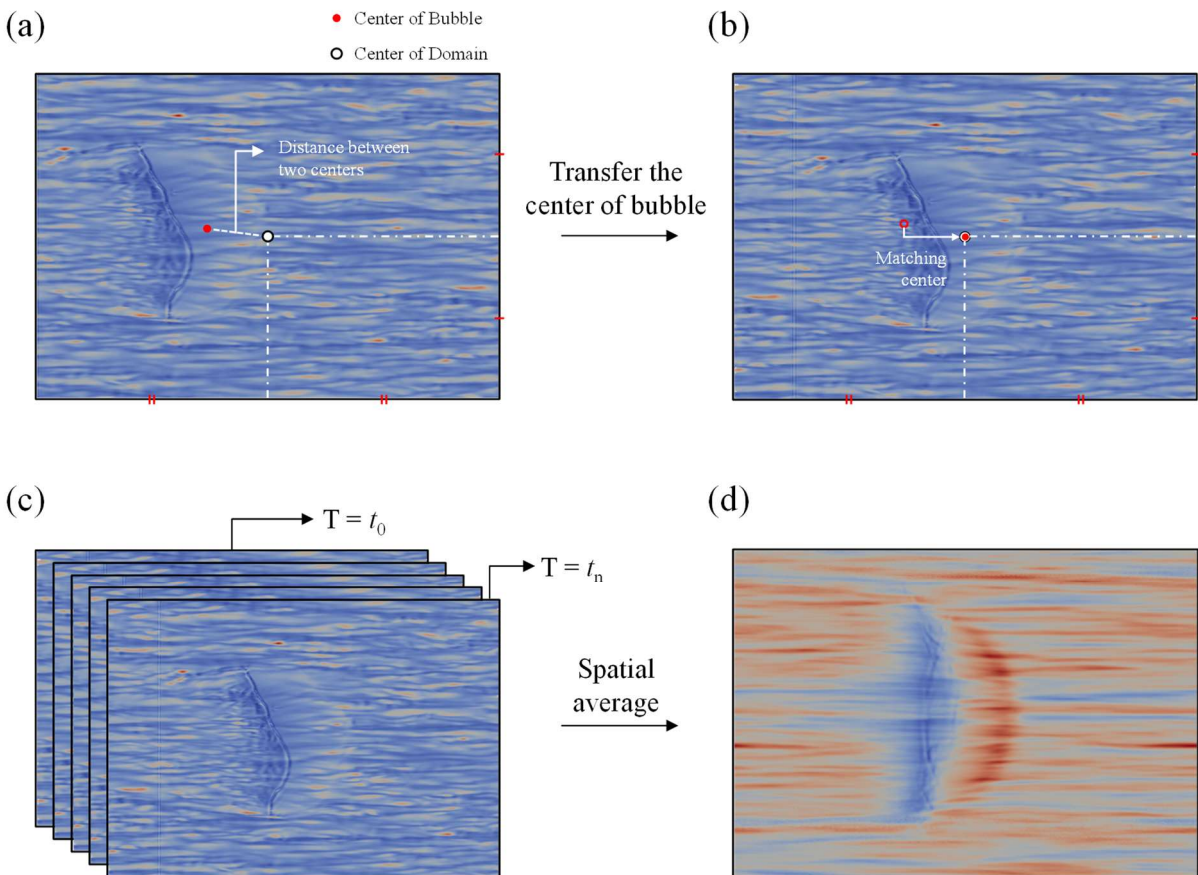 (a)
Center of Bubble
Center of Domain
Distance between
two centers
Transfer the
center of bubble
(b)
Matching
center
(c)
T = t₀
T = tₙ
Spatial
average
(d)